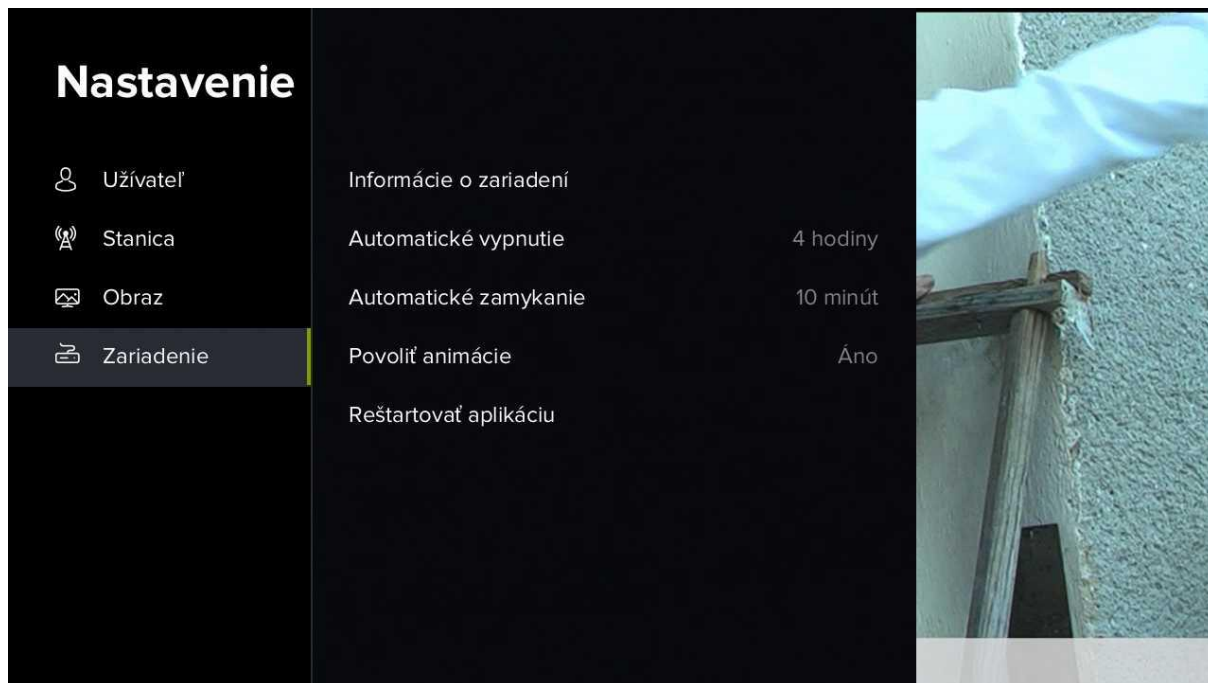 Nastavenie
Užívateľ
Stanica
Obraz
Zariadenie
Informácie o zariadení
Automatické vypnutie 4 hodiny
Automatické zamykanie 10 minút
Povoliť animácie Áno
Reštartovať aplikáciu